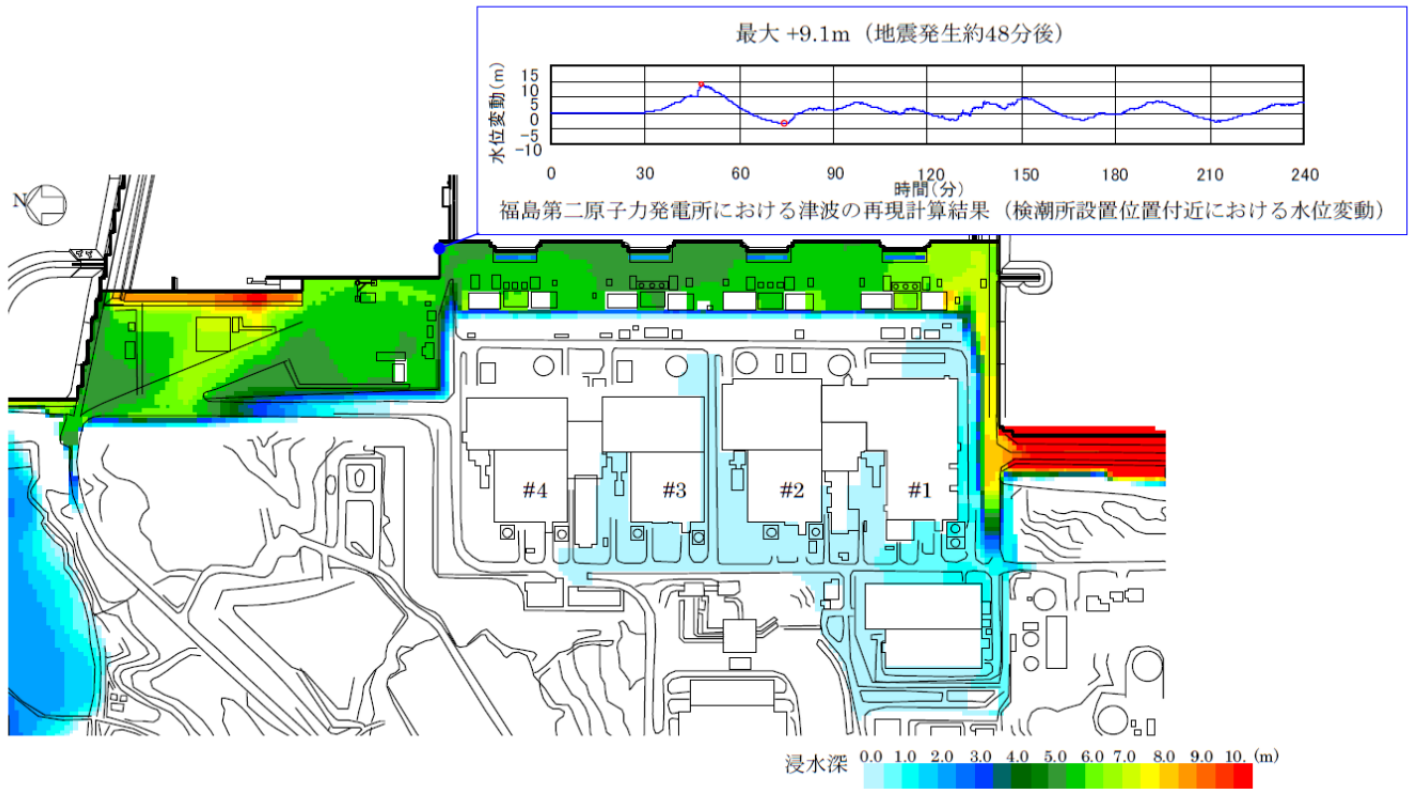 最大 +9.1m（地震発生約48分後）
水位変動(m)
15
10
5
0
-5
-10
0 30 60 90 120 150 180 210 240
時間(分)
福島第二原子力発電所における津波の再現計算結果（検潮所設置位置付近における水位変動）
N
#4 #3 #2 #1
浸水深 0.0 1.0 2.0 3.0 4.0 5.0 6.0 7.0 8.0 9.0 10. (m)